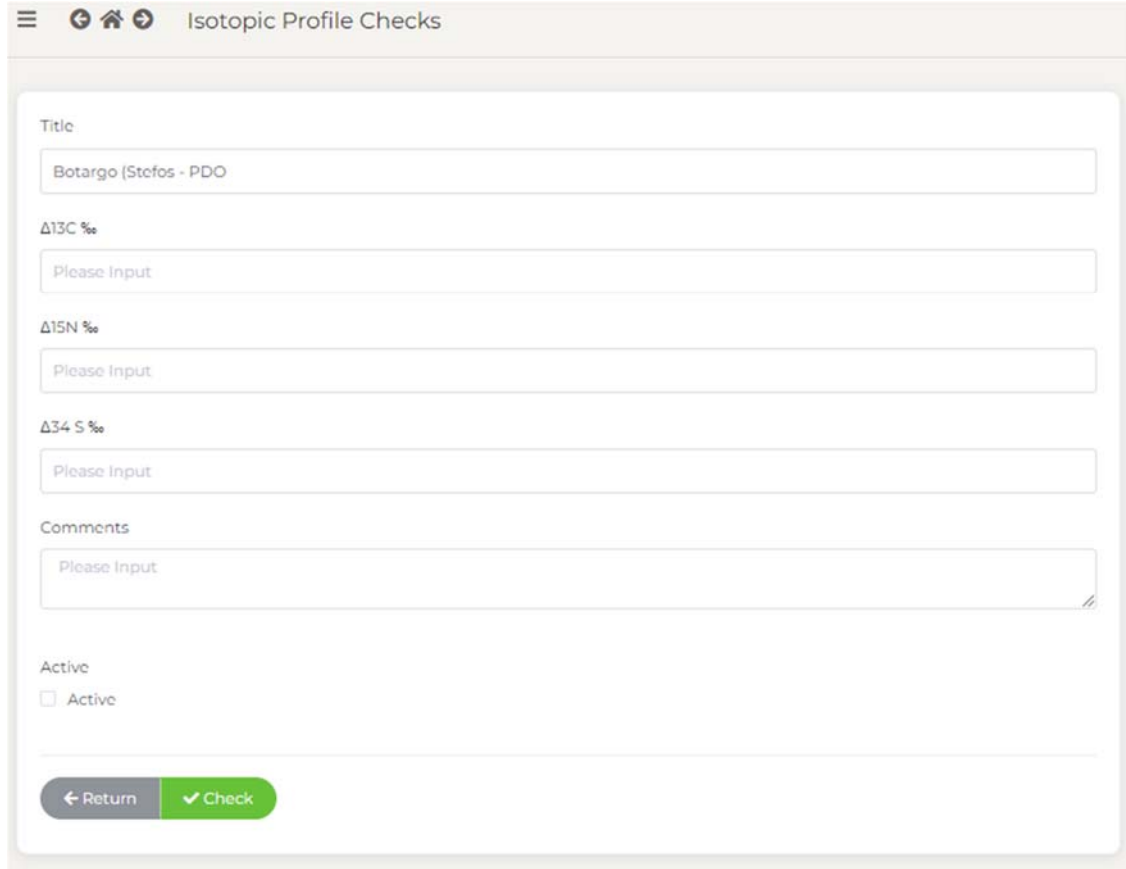 Isotopic Profile Checks
Title
Botargo (Stefos - PDO
Δ13C ‰
Please Input
Δ15N ‰
Please Input
Δ34 S ‰
Please Input
Comments
Please Input
Active
Active
Return
Check